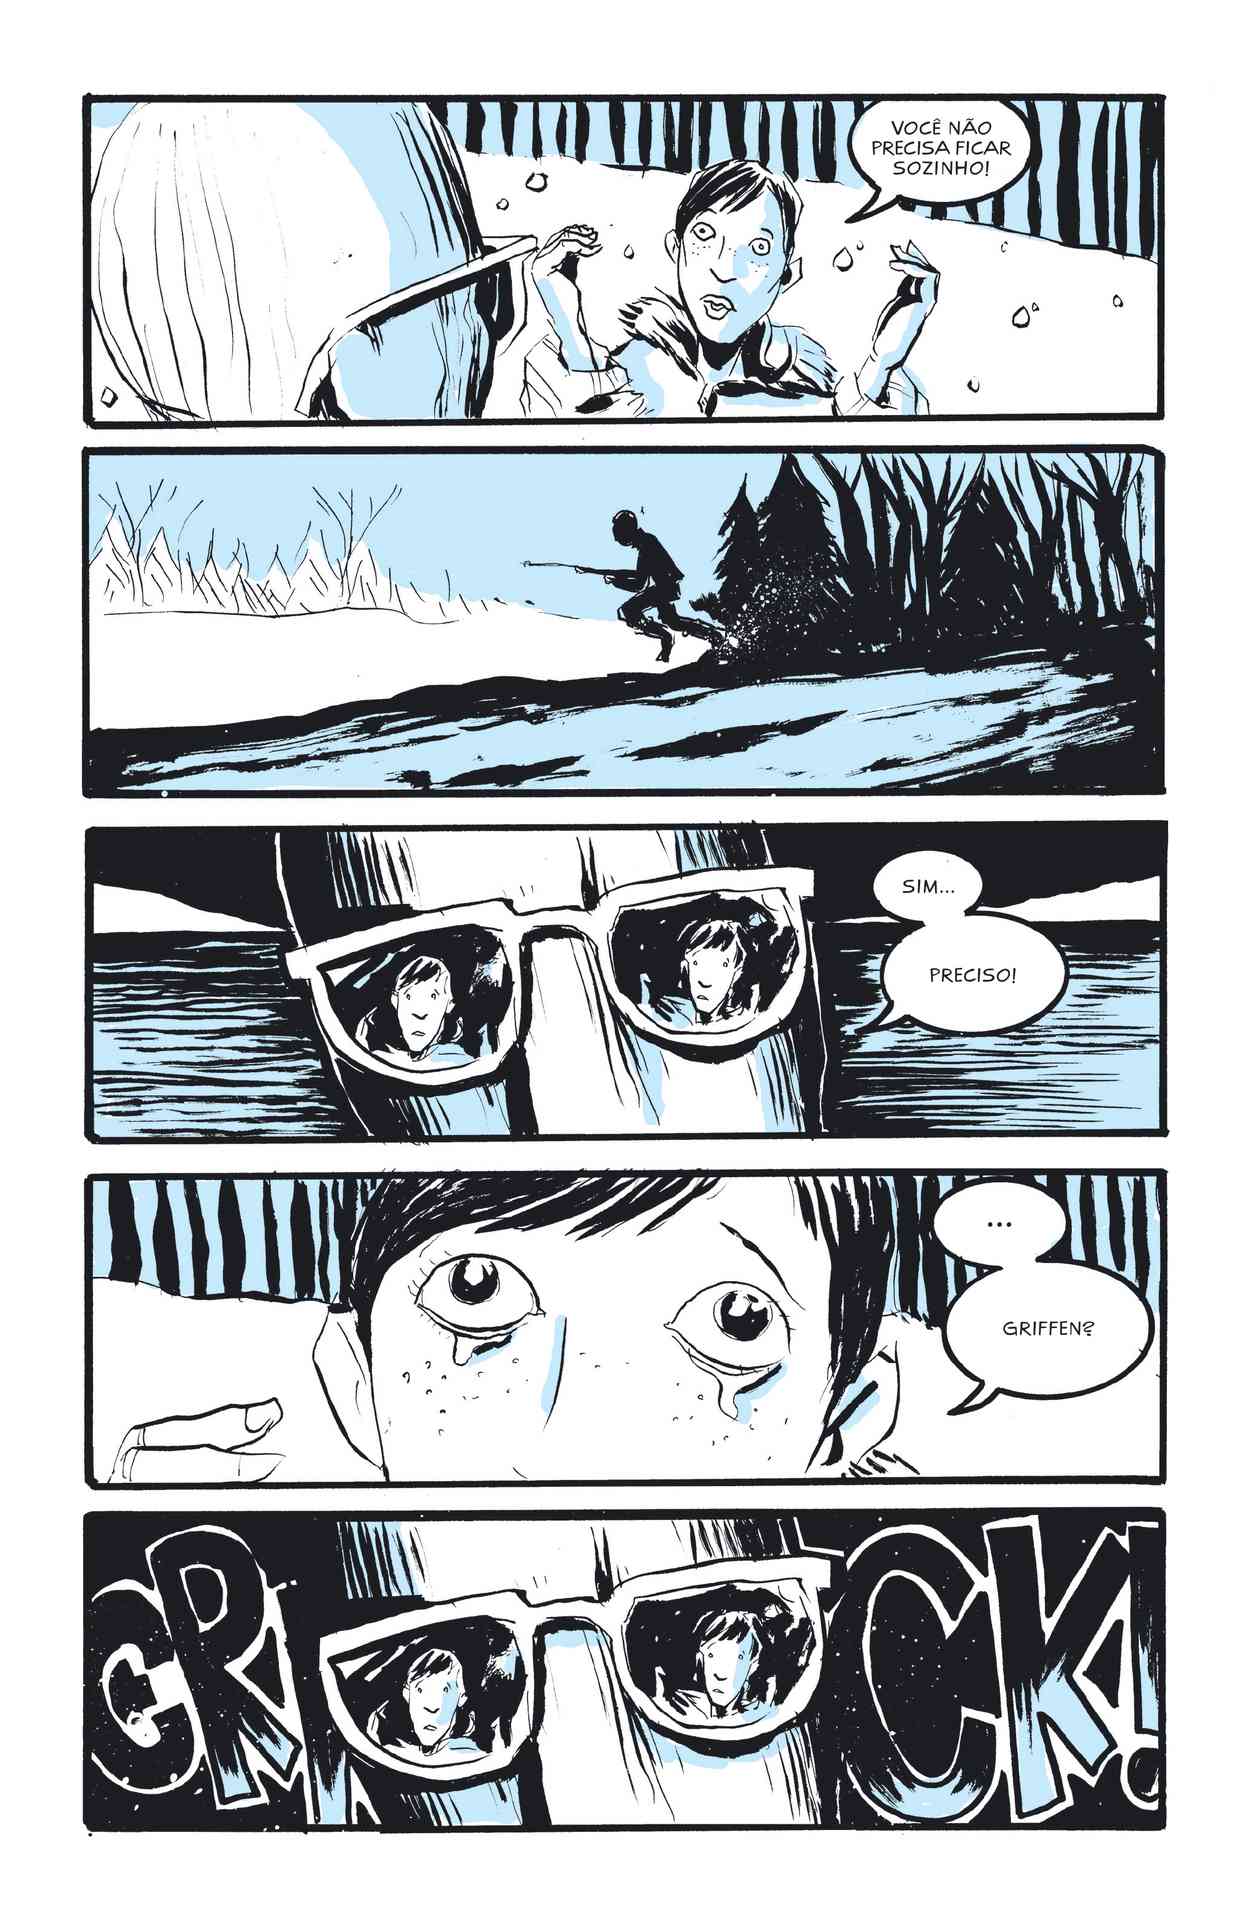 VOCÊ NÃO
PRECISA FICAR
SOZINHO!
SIM...
PRECISO!
...
GRIFFEN?
CRACK!